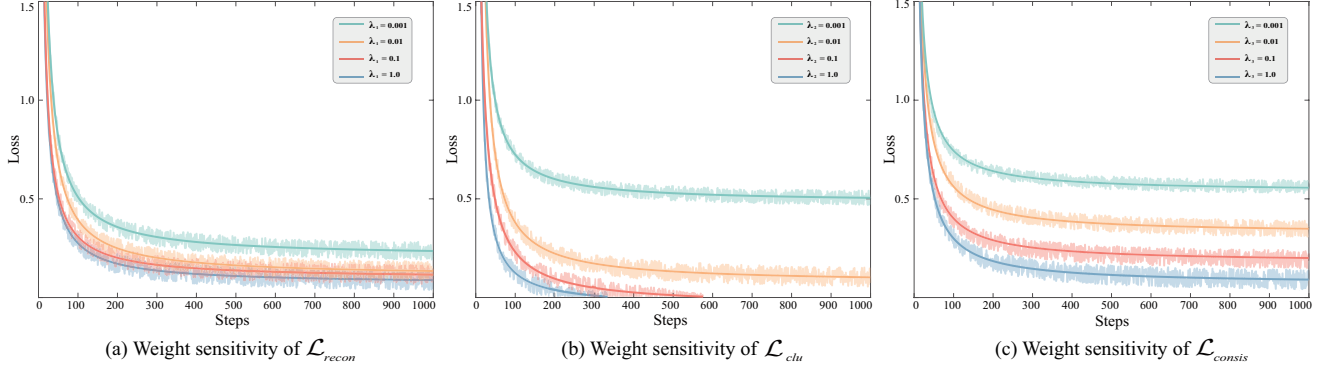 1.5
1.0
0.5
Loss
λ₁ = 0.001
λ₁ = 0.01
λ₁ = 0.1
λ₁ = 1.0
0 100 200 300 400 500 600 700 800 900 1000
Steps
(a) Weight sensitivity of ℒrecon
1.5
1.0
0.5
Loss
λ₂ = 0.001
λ₂ = 0.01
λ₂ = 0.1
λ₂ = 1.0
0 100 200 300 400 500 600 700 800 900 1000
Steps
(b) Weight sensitivity of ℒclu
1.5
1.0
0.5
Loss
λ₃ = 0.001
λ₃ = 0.01
λ₃ = 0.1
λ₃ = 1.0
0 100 200 300 400 500 600 700 800 900 1000
Steps
(c) Weight sensitivity of ℒconsis